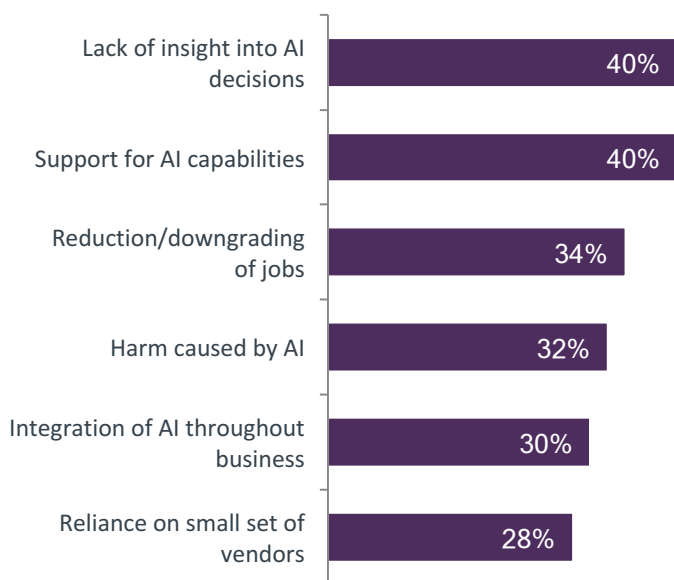 Lack of insight into AI
decisions
40%
Support for AI capabilities
40%
Reduction/downgrading
of jobs
34%
Harm caused by AI
32%
Integration of AI throughout
business
30%
Reliance on small set of
vendors
28%